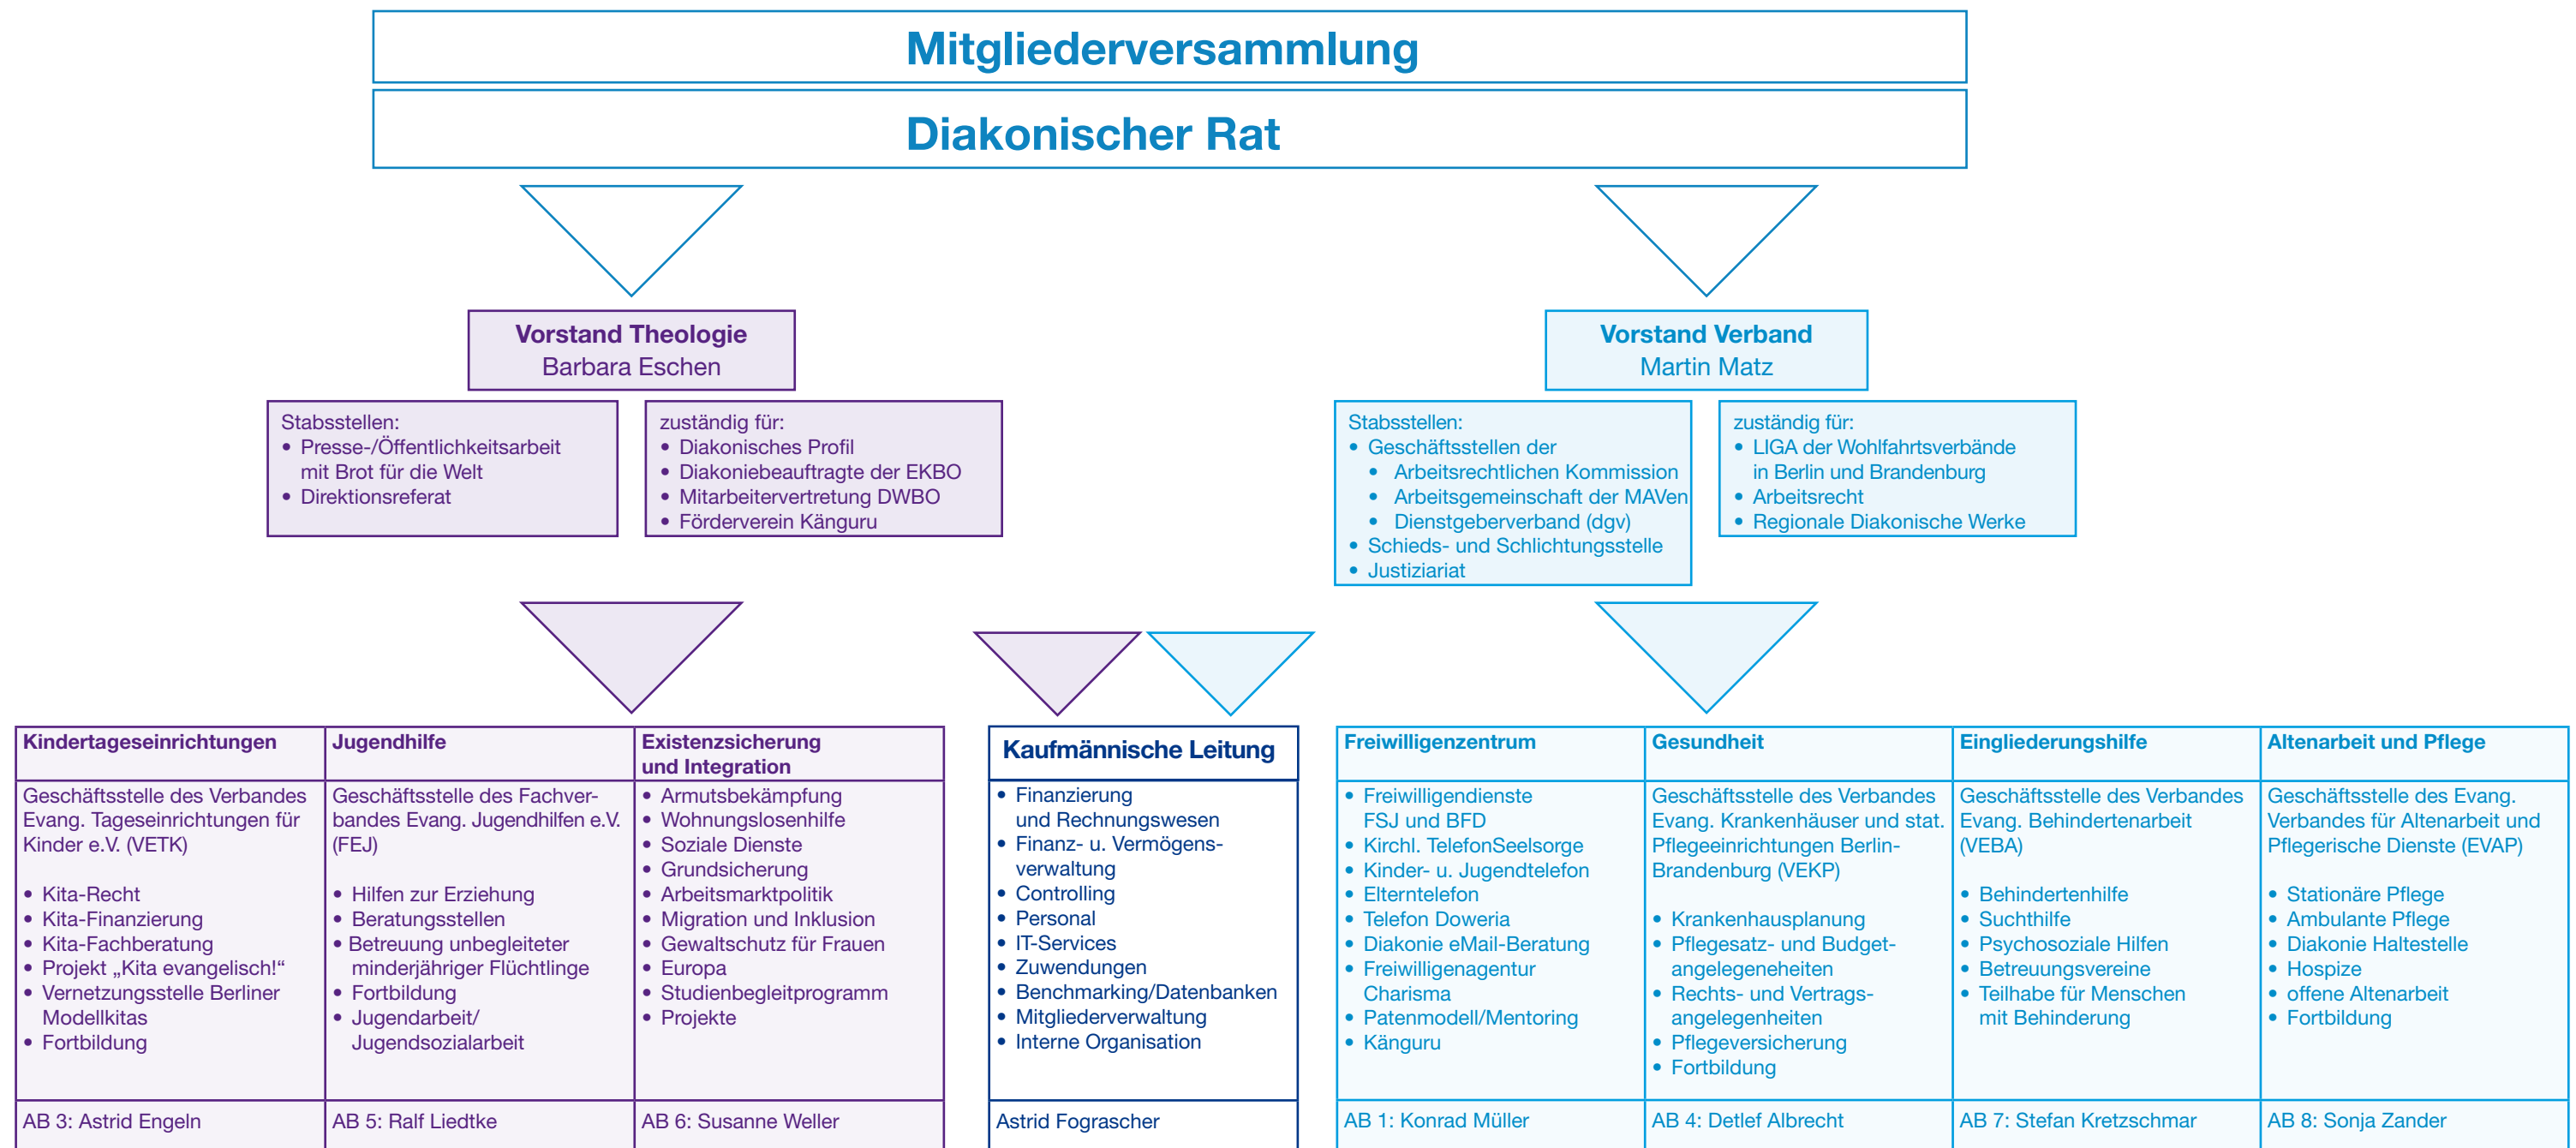 Mitgliederversammlung
Diakonischer Rat
Vorstand Theologie
Barbara Eschen
Stabsstellen:
• Presse-/Öffentlichkeitsarbeit
mit Brot für die Welt
• Direktionsreferat
zuständig für:
• Diakonisches Profil
• Diakoniebeauftragte der EKBO
• Mitarbeitervertretung DWBO
• Förderverein Känguru
Vorstand Verband
Martin Matz
Stabsstellen:
• Geschäftsstellen der
• Arbeitsrechtlichen Kommission
• Arbeitsgemeinschaft der MAVen
• Dienstgeberverband (dgv)
• Schieds- und Schlichtungsstelle
• Justiziariat
zuständig für:
• LIGA der Wohlfahrtsverbände
in Berlin und Brandenburg
• Arbeitsrecht
• Regionale Diakonische Werke
Kindertageseinrichtungen
Geschäftsstelle des Verbandes
Evang. Tageseinrichtungen für
Kinder e.V. (VETK)
• Kita-Recht
• Kita-Finanzierung
• Kita-Fachberatung
• Projekt „Kita evangelisch!“
• Vernetzungsstelle Berliner
Modellkitas
• Fortbildung
AB 3: Astrid Engeln
Jugendhilfe
Geschäftsstelle des Fachver-
bandes Evang. Jugendhilfen e.V.
(FEJ)
• Hilfen zur Erziehung
• Beratungsstellen
• Betreuung unbegleiteter
minderjähriger Flüchtlinge
• Fortbildung
• Jugendarbeit/
Jugendsozialarbeit
AB 5: Ralf Liedtke
Existenzsicherung
und Integration
• Armutsbekämpfung
• Wohnungslosenhilfe
• Soziale Dienste
• Grundsicherung
• Arbeitsmarktpolitik
• Migration und Inklusion
• Gewaltschutz für Frauen
• Europa
• Studienbegleitprogramm
• Projekte
AB 6: Susanne Weller
Kaufmännische Leitung
• Finanzierung
und Rechnungswesen
• Finanz- u. Vermögens-
verwaltung
• Controlling
• Personal
• IT-Services
• Zuwendungen
• Benchmarking/Datenbanken
• Mitgliederverwaltung
• Interne Organisation
Astrid Fograscher
Freiwilligenzentrum
• Freiwilligendienste
FSJ und BFD
• Kirchl. TelefonSeelsorge
• Kinder- u. Jugendtelefon
• Elterntelefon
• Telefon Doweria
• Diakonie eMail-Beratung
• Freiwilligenagentur
Charisma
• Patenmodell/Mentoring
• Känguru
AB 1: Konrad Müller
Gesundheit
Geschäftsstelle des Verbandes
Evang. Krankenhäuser und stat.
Pflegeeinrichtungen Berlin-
Brandenburg (VEKP)
• Krankenhausplanung
• Pflegesatz- und Budget-
angelegeneheiten
• Rechts- und Vertrags-
angelegenheiten
• Pflegeversicherung
• Fortbildung
AB 4: Detlef Albrecht
Eingliederungshilfe
Geschäftsstelle des Verbandes
Evang. Behindertenarbeit
(VEBA)
• Behindertenhilfe
• Suchthilfe
• Psychosoziale Hilfen
• Betreuungsvereine
• Teilhabe für Menschen
mit Behinderung
AB 7: Stefan Kretzschmar
Altenarbeit und Pflege
Geschäftsstelle des Evang.
Verbandes für Altenarbeit und
Pflegerische Dienste (EVAP)
• Stationäre Pflege
• Ambulante Pflege
• Diakonie Haltestelle
• Hospize
• offene Altenarbeit
• Fortbildung
AB 8: Sonja Zander